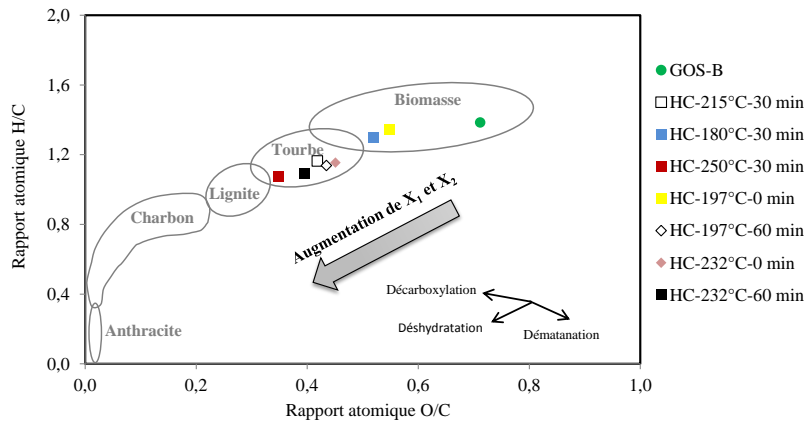 Rapport atomique H/C
2,0
1,6
1,2
0,8
0,4
0,0
Biomasse
Tourbe
Lignite
Charbon
Anthracite
Augmentation de X₁ et X₂
Décarboxylation
Déshydratation
Dématanation
0,0
0,2
0,4
0,6
0,8
1,0
Rapport atomique O/C
GOS-B
HC-215°C-30 min
HC-180°C-30 min
HC-250°C-30 min
HC-197°C-0 min
HC-197°C-60 min
HC-232°C-0 min
HC-232°C-60 min